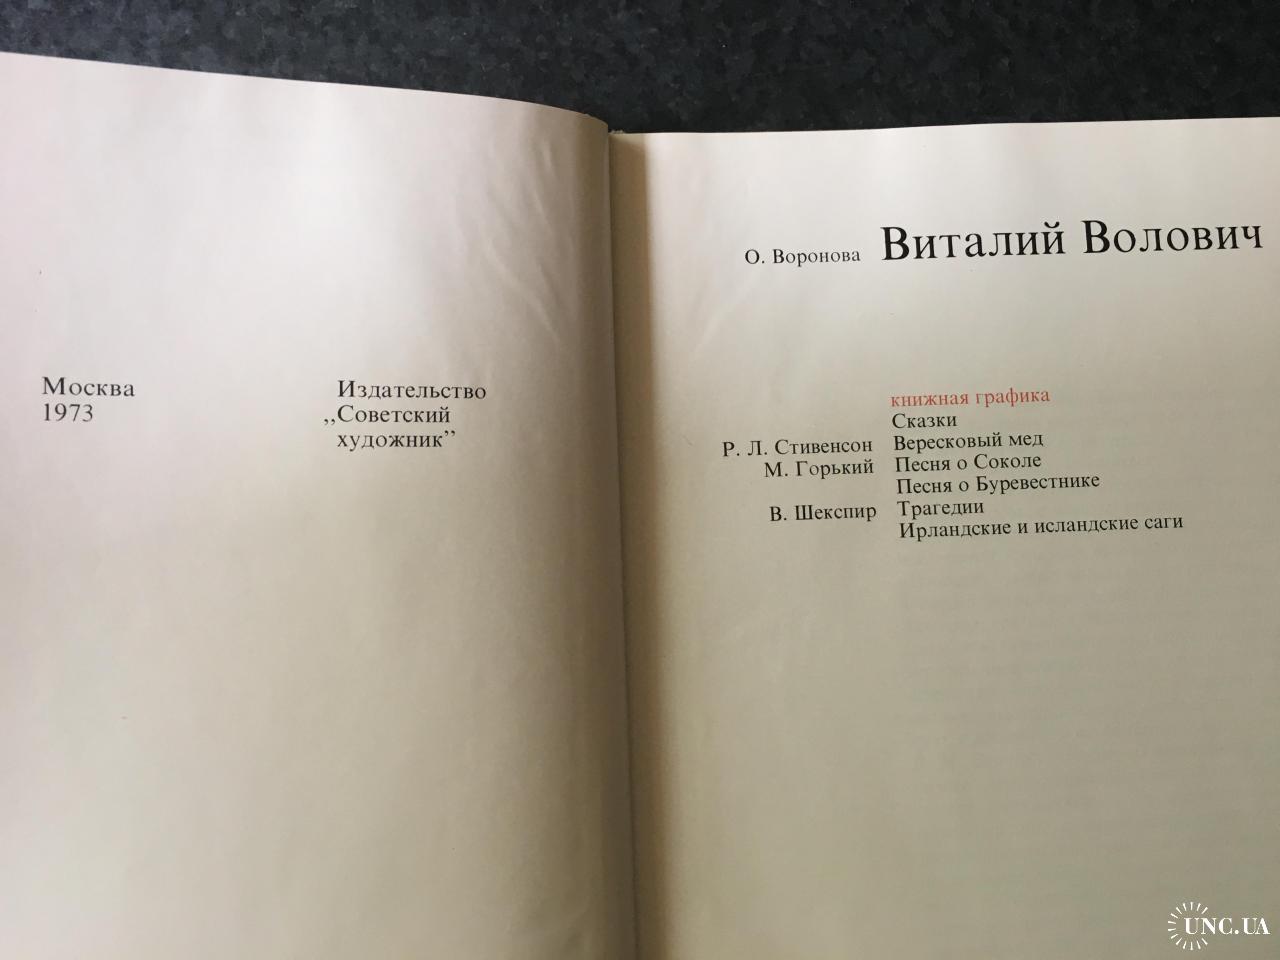 Москва
1973
Издательство
„Советский
художник”
О. Воронова Виталий Волович
книжная графика
Сказки
Р. Л. Стивенсон Вересковый мед
М. Горький Песня о Соколе
Песня о Буревестнике
В. Шекспир Трагедии
Ирландские и исландские саги
UNC.UA